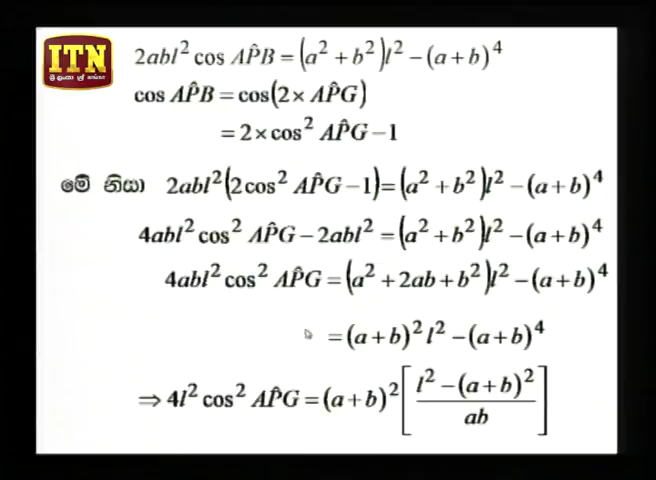 ITN
2abl² cos AP̂B = (a² + b²)l² − (a + b)⁴
cos AP̂B = cos(2 × AP̂G)
= 2 × cos² AP̂G − 1
මේ නියා 2abl²(2cos² AP̂G − 1) = (a² + b²)l² − (a + b)⁴
4abl² cos² AP̂G − 2abl² = (a² + b²)l² − (a + b)⁴
4abl² cos² AP̂G = (a² + 2ab + b²)l² − (a + b)⁴
= (a + b)² l² − (a + b)⁴
⇒ 4l² cos² AP̂G = (a + b)² [ (l² − (a + b)²) / ab ]